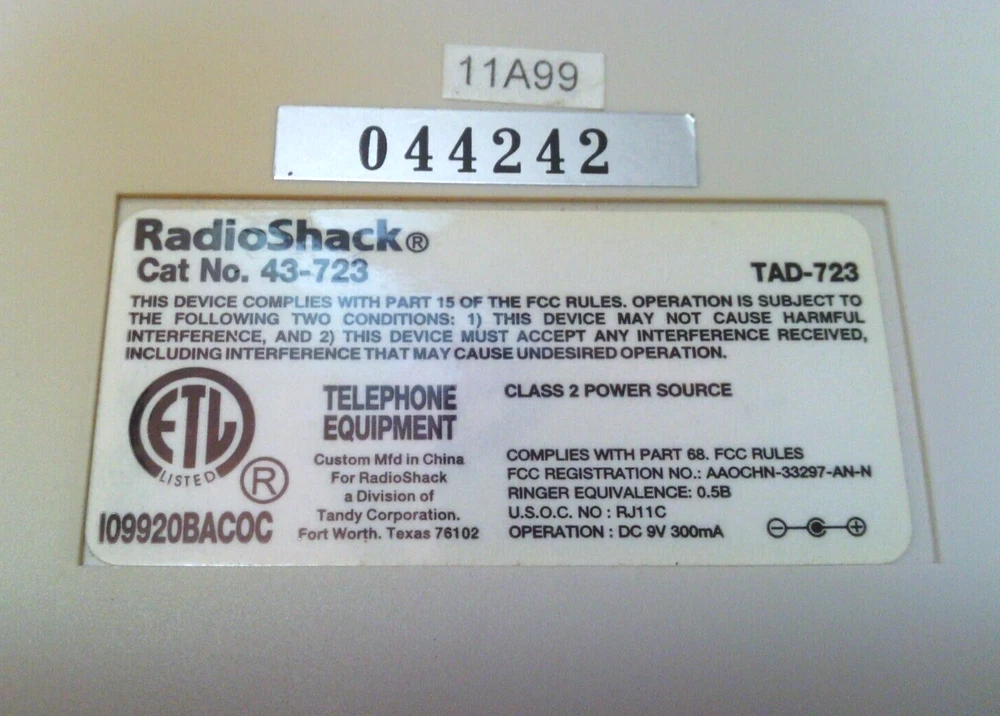 11A99
044242
RadioShack®
Cat No. 43-723
TAD-723
THIS DEVICE COMPLIES WITH PART 15 OF THE FCC RULES. OPERATION IS SUBJECT TO
THE FOLLOWING TWO CONDITIONS: 1) THIS DEVICE MAY NOT CAUSE HARMFUL
INTERFERENCE, AND 2) THIS DEVICE MUST ACCEPT ANY INTERFERENCE RECEIVED,
INCLUDING INTERFERENCE THAT MAY CAUSE UNDESIRED OPERATION.
ETL
LISTED
®
I09920BACOC
TELEPHONE
EQUIPMENT
Custom Mfd in China
For RadioShack
a Division of
Tandy Corporation.
Fort Worth. Texas 76102
CLASS 2 POWER SOURCE
COMPLIES WITH PART 68. FCC RULES
FCC REGISTRATION NO.: AAOCHN-33297-AN-N
RINGER EQUIVALENCE: 0.5B
U.S.O.C. NO : RJ11C
OPERATION : DC 9V 300mA